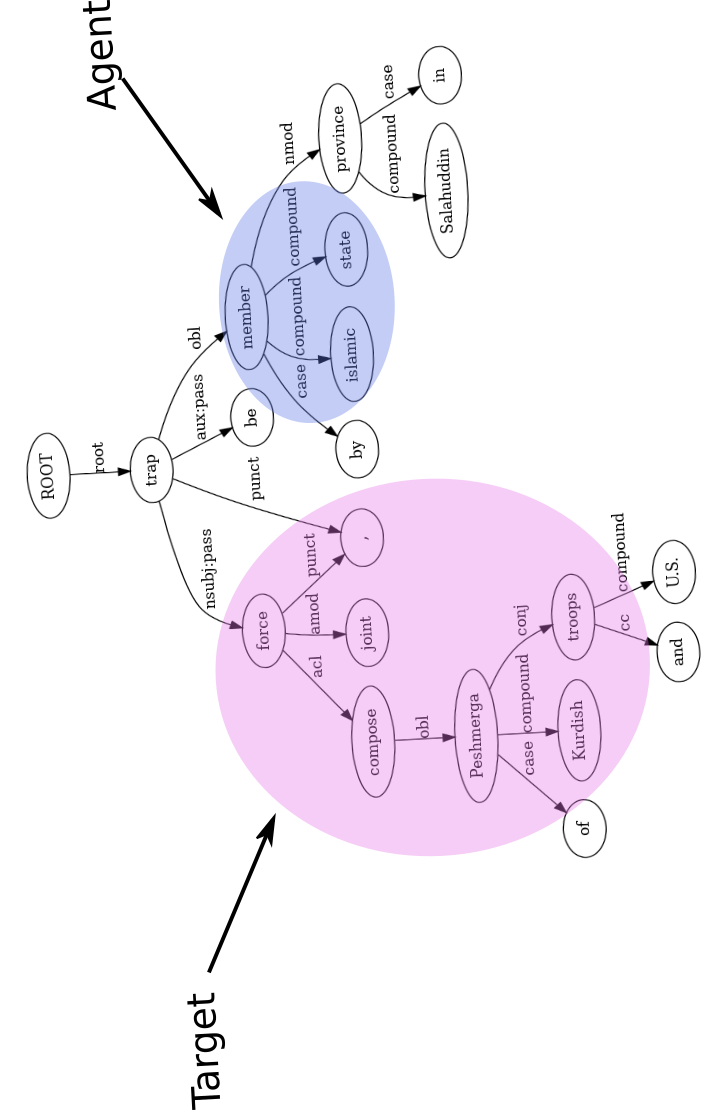 ROOT
root
Agent
trap
Target
nsubj:pass
punct
aux:pass
obl
force
be
member
acl
amod
punct
case
compound
compound
nmod
compose
joint
,
by
islamic
state
province
obl
compound
case
Peshmerga
Salahuddin
in
case
compound
conj
of
Kurdish
troops
cc
compound
and
U.S.